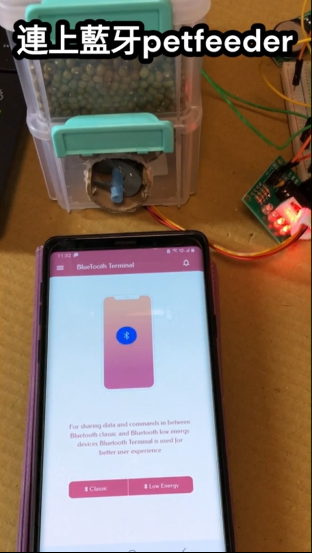 連上藍牙petfeeder
11:32
BlueTooth Terminal
For sharing data and commands in between
Bluetooth classic and Bluetooth low energy
devices Bluetooth Terminal is used for
better user experience
Classic
Low Energy